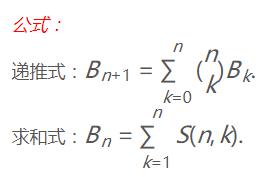 公式：
递推式：B_{n+1} = ∑_{k=0}^{n} (n k) B_k.
求和式：B_n = ∑_{k=1}^{n} S(n, k).